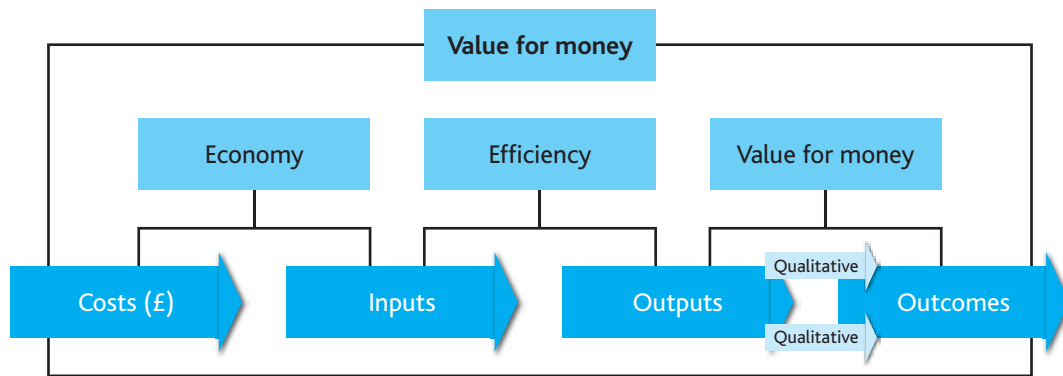 Value for money
Economy
Efficiency
Value for money
Costs (£)
Inputs
Outputs
Qualitative
Qualitative
Outcomes